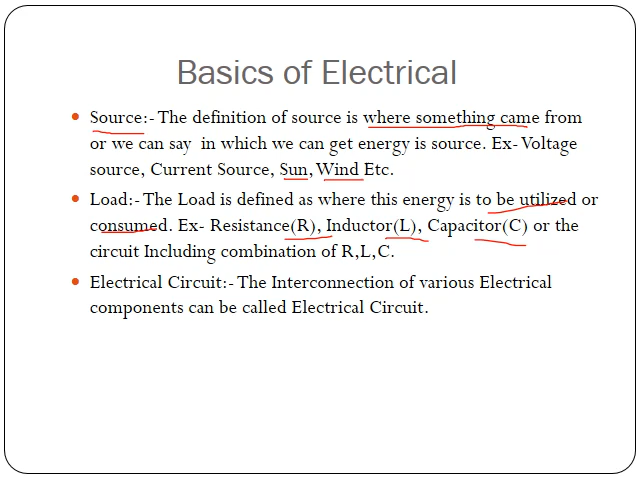 Basics of Electrical
• Source:- The definition of source is where something came from
or we can say in which we can get energy is source. Ex- Voltage
source, Current Source, Sun, Wind Etc.
• Load:- The Load is defined as where this energy is to be utilized or
consumed. Ex- Resistance(R), Inductor(L), Capacitor(C) or the
circuit Including combination of R,L,C.
• Electrical Circuit:- The Interconnection of various Electrical
components can be called Electrical Circuit.